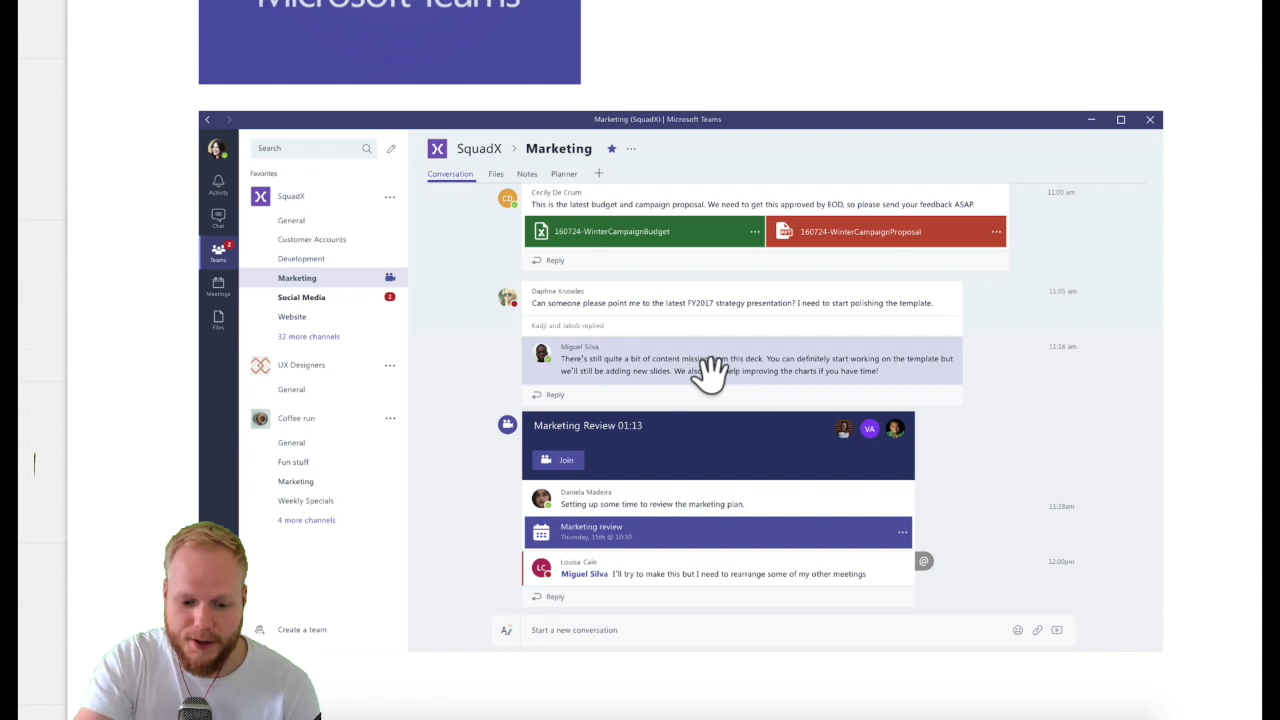 Microsoft Teams
Marketing (SquadX) | Microsoft Teams
Search
SquadX > Marketing
Favorites
Conversation Files Notes Planner
Activity
Chat
2
Teams
Meetings
Files
SquadX
General
Customer Accounts
Development
Marketing
Social Media 2
Website
32 more channels
UX Designers
General
Coffee run
General
Fun stuff
Marketing
Weekly Specials
4 more channels
Create a team
CD
Cecily De Crum 11:00 am
This is the latest budget and campaign proposal. We need to get this approved by EOD, so please send your feedback ASAP.
160724-WinterCampaignBudget
PPT
160724-WinterCampaignProposal
Reply
Daphne Knowles 11:05 am
Can someone please point me to the latest FY2017 strategy presentation? I need to start polishing the template.
Kadji and Jakob replied
Miguel Silva 11:16 am
There's still quite a bit of content this deck. You can definitely start working on the template but
we'll still be adding new slides. We improving the charts if you have time!
Reply
Marketing Review 01:13
VA
Join
Daniela Madeira
Setting up some time to review the marketing plan. 11:28am
Marketing review
Thursday, 15th @ 10:30
LC
Louisa Cain @ 12:00pm
Miguel Silva I'll try to make this but I need to rearrange some of my other meetings
Reply
Start a new conversation